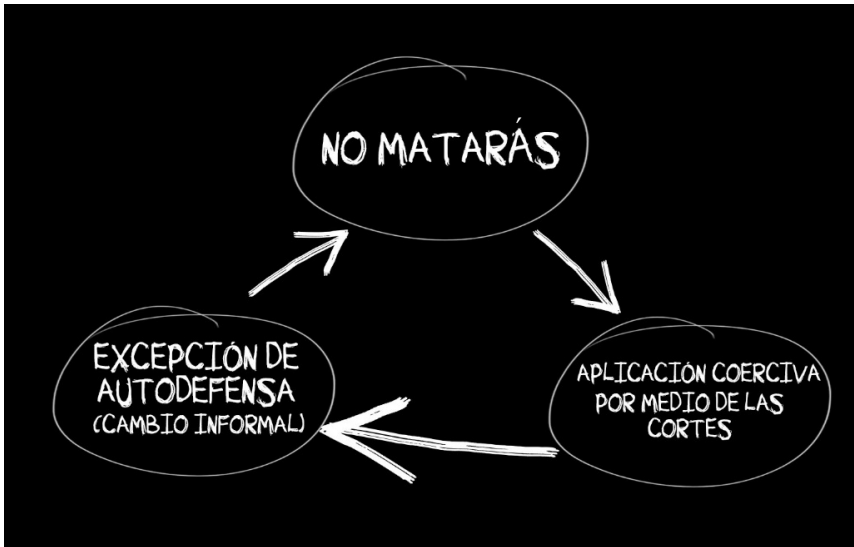 NO MATARÁS
EXCEPCIÓN DE
AUTODEFENSA
(CAMBIO INFORMAL)
APLICACIÓN COERCIVA
POR MEDIO DE LAS
CORTES